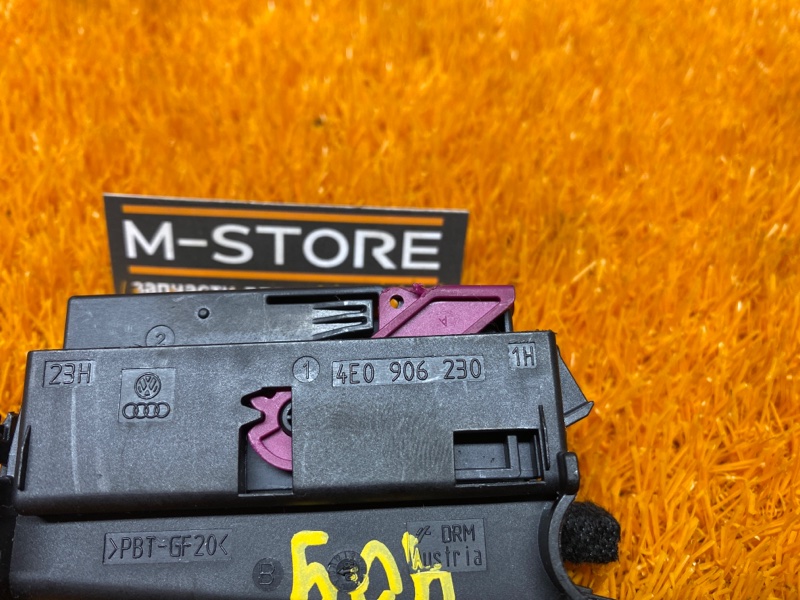 M-STORE
запчасти
2
23H
1
4E0 906 230
1H
>PBT-GF20<
B
DRM
Austria